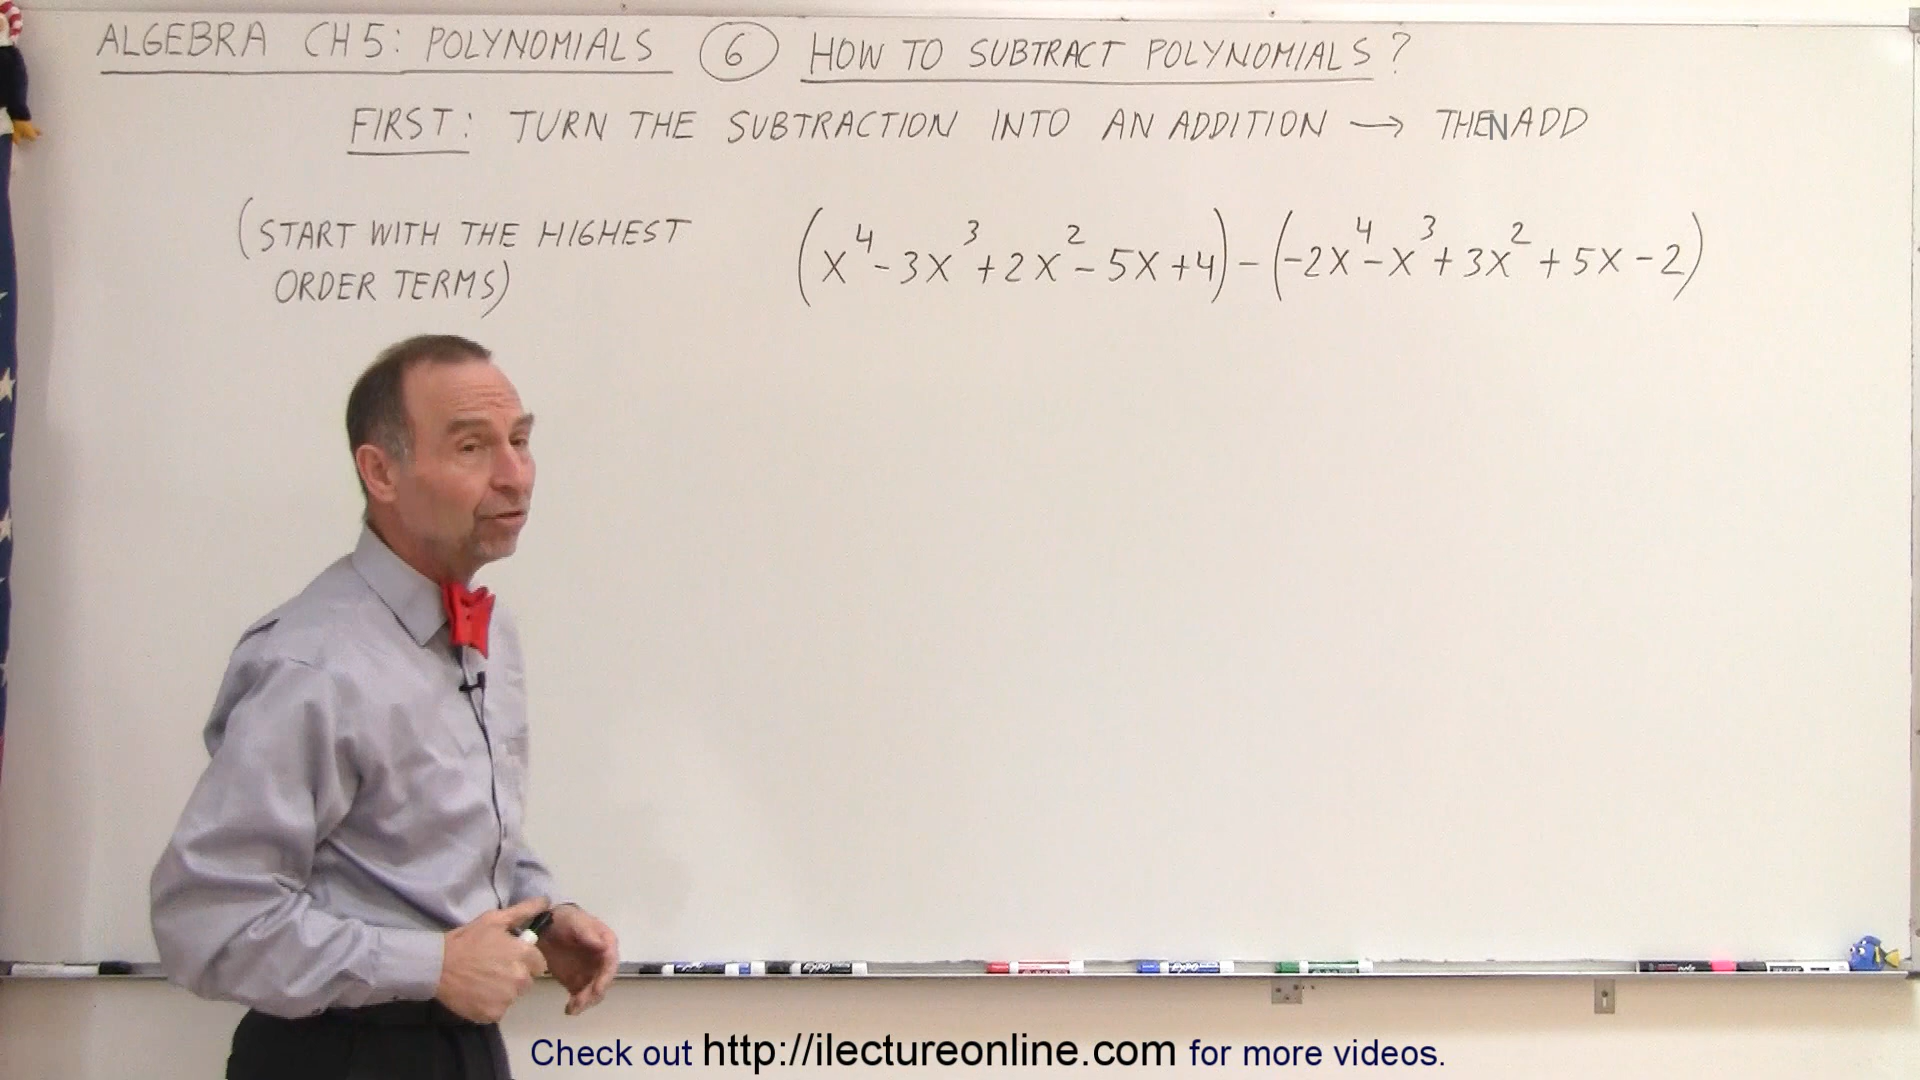 ALGEBRA CH 5: POLYNOMIALS 6 HOW TO SUBTRACT POLYNOMIALS?
FIRST: TURN THE SUBTRACTION INTO AN ADDITION → THEN ADD
(START WITH THE HIGHEST
ORDER TERMS)
(x⁴ - 3x³ + 2x² - 5x + 4) - (-2x⁴ - x³ + 3x² + 5x - 2)
Check out http://ilectureonline.com for more videos.